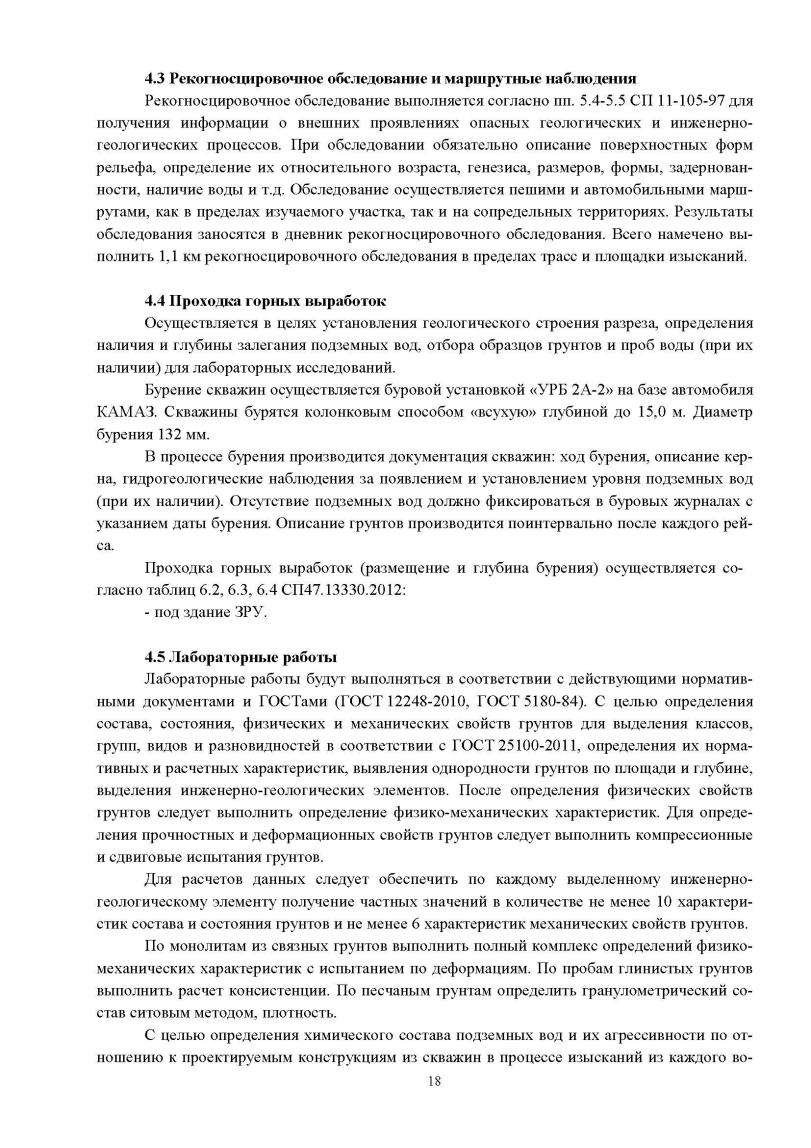 4.3 Рекогносцировочное обследование и маршрутные наблюдения
Рекогносцировочное обследование выполняется согласно пп. 5.4-5.5 СП 11-105-97 для
получения информации о внешних проявлениях опасных геологических и инженерно-
геологических процессов. При обследовании обязательно описание поверхностных форм
рельефа, определение их относительного возраста, генезиса, размеров, формы, задернован-
ности, наличие воды и т.д. Обследование осуществляется пешими и автомобильными марш-
рутами, как в пределах изучаемого участка, так и на сопредельных территориях. Результаты
обследования заносятся в дневник рекогносцировочного обследования. Всего намечено вы-
полнить 1,1 км рекогносцировочного обследования в пределах трасс и площадки изысканий.
4.4 Проходка горных выработок
Осуществляется в целях установления геологического строения разреза, определения
наличия и глубины залегания подземных вод, отбора образцов грунтов и проб воды (при их
наличии) для лабораторных исследований.
Бурение скважин осуществляется буровой установкой «УРБ 2А-2» на базе автомобиля
КАМАЗ. Скважины бурятся колонковым способом «всухую» глубиной до 15,0 м. Диаметр
бурения 132 мм.
В процессе бурения производится документация скважин: ход бурения, описание кер-
на, гидрогеологические наблюдения за появлением и установлением уровня подземных вод
(при их наличии). Отсутствие подземных вод должно фиксироваться в буровых журналах с
указанием даты бурения. Описание грунтов производится поинтервально после каждого рей-
са.
Проходка горных выработок (размещение и глубина бурения) осуществляется со-
гласно таблиц 6.2, 6.3, 6.4 СП47.13330.2012:
- под здание ЗРУ.
4.5 Лабораторные работы
Лабораторные работы будут выполняться в соответствии с действующими норматив-
ными документами и ГОСТами (ГОСТ 12248-2010, ГОСТ 5180-84). С целью определения
состава, состояния, физических и механических свойств грунтов для выделения классов,
групп, видов и разновидностей в соответствии с ГОСТ 25100-2011, определения их норма-
тивных и расчетных характеристик, выявления однородности грунтов по площади и глубине,
выделения инженерно-геологических элементов. После определения физических свойств
грунтов следует выполнить определение физико-механических характеристик. Для опреде-
ления прочностных и деформационных свойств грунтов следует выполнить компрессионные
и сдвиговые испытания грунтов.
Для расчетов данных следует обеспечить по каждому выделенному инженерно-
геологическому элементу получение частных значений в количестве не менее 10 характери-
стик состава и состояния грунтов и не менее 6 характеристик механических свойств грунтов.
По монолитам из связных грунтов выполнить полный комплекс определений физико-
механических характеристик с испытанием по деформациям. По пробам глинистых грунтов
выполнить расчет консистенции. По песчаным грунтам определить гранулометрический со-
став ситовым методом, плотность.
С целью определения химического состава подземных вод и их агрессивности по от-
ношению к проектируемым конструкциям из скважин в процессе изысканий из каждого во-
18